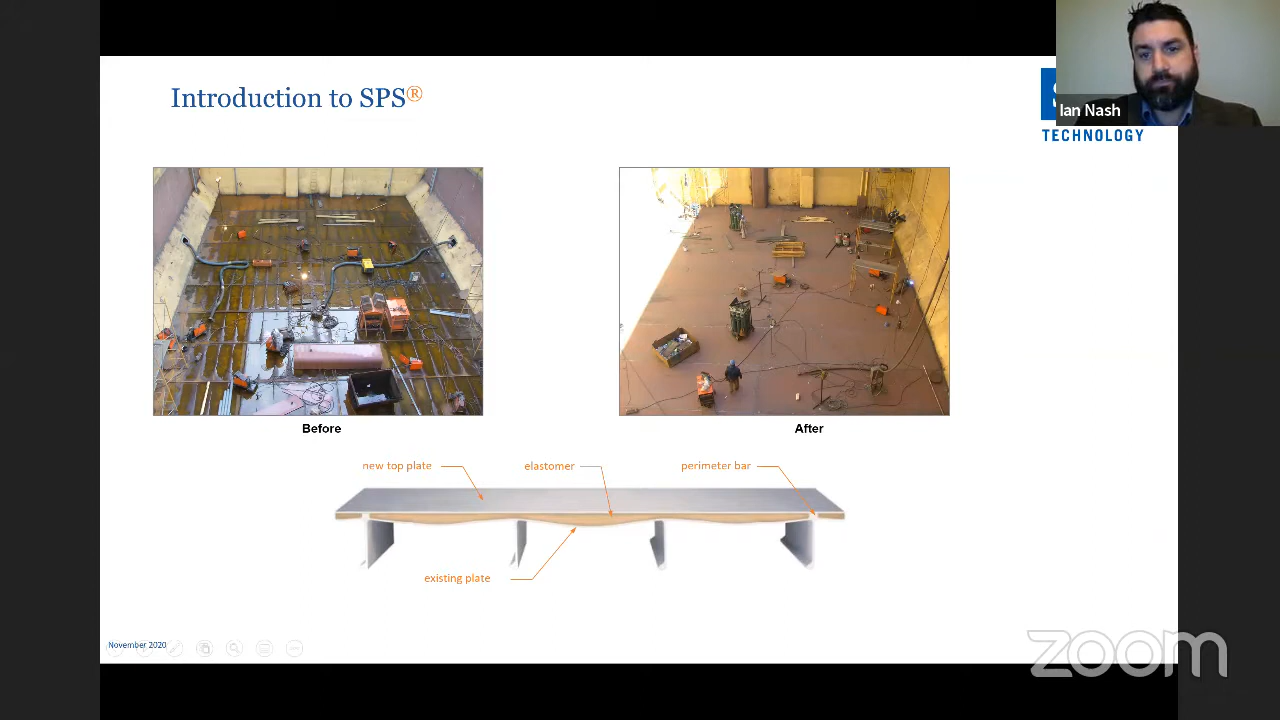 Introduction to SPS®
Ian Nash
TECHNOLOGY
Before
After
new top plate
elastomer
perimeter bar
existing plate
November 2020
zoom